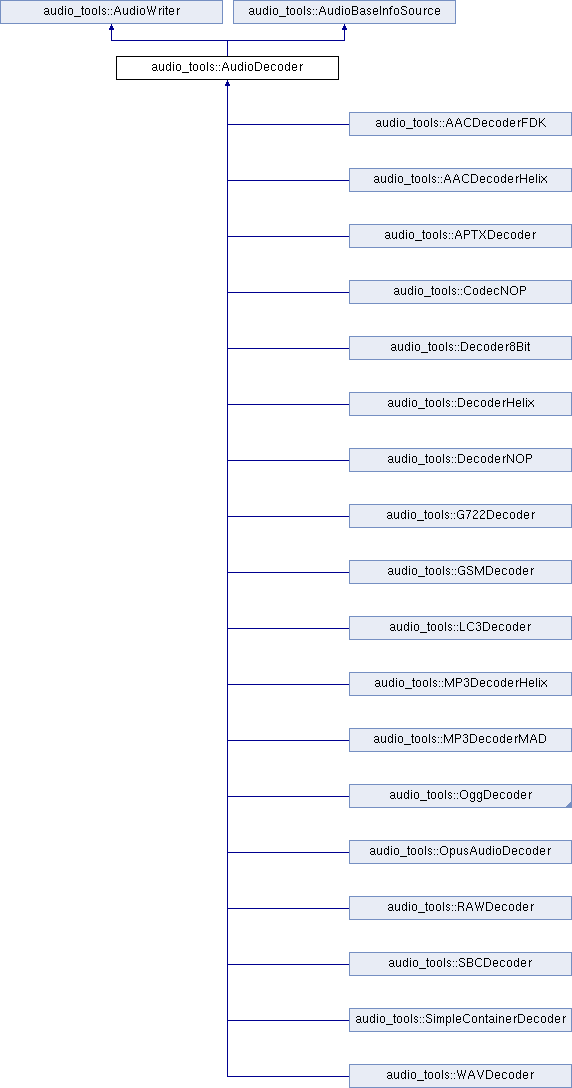 audio_tools::AudioWriter
audio_tools::AudioBaseInfoSource
audio_tools::AudioDecoder
audio_tools::AACDecoderFDK
audio_tools::AACDecoderHelix
audio_tools::APTXDecoder
audio_tools::CodecNOP
audio_tools::Decoder8Bit
audio_tools::DecoderHelix
audio_tools::DecoderNOP
audio_tools::G722Decoder
audio_tools::GSMDecoder
audio_tools::LC3Decoder
audio_tools::MP3DecoderHelix
audio_tools::MP3DecoderMAD
audio_tools::OggDecoder
audio_tools::OpusAudioDecoder
audio_tools::RAWDecoder
audio_tools::SBCDecoder
audio_tools::SimpleContainerDecoder
audio_tools::WAVDecoder